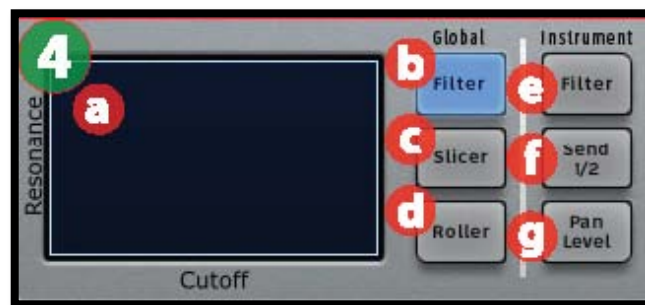 4
a
Resonance
Cutoff
Global
b
Filter
c
Slicer
d
Roller
Instrument
e
Filter
f
Send
1/2
g
Pan
Level